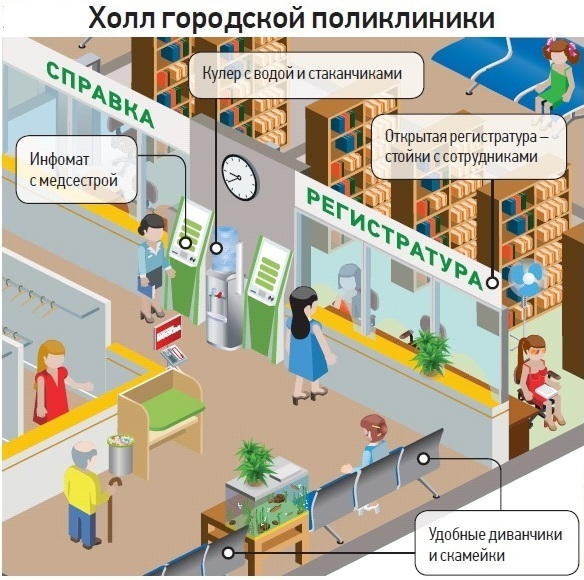 Холл городской поликлиники
СПРАВКА
Кулер с водой и стаканчиками
Инфомат
с медсестрой
Открытая регистратура –
стойки с сотрудниками
РЕГИСТРАТУРА
Удобные диванчики
и скамейки